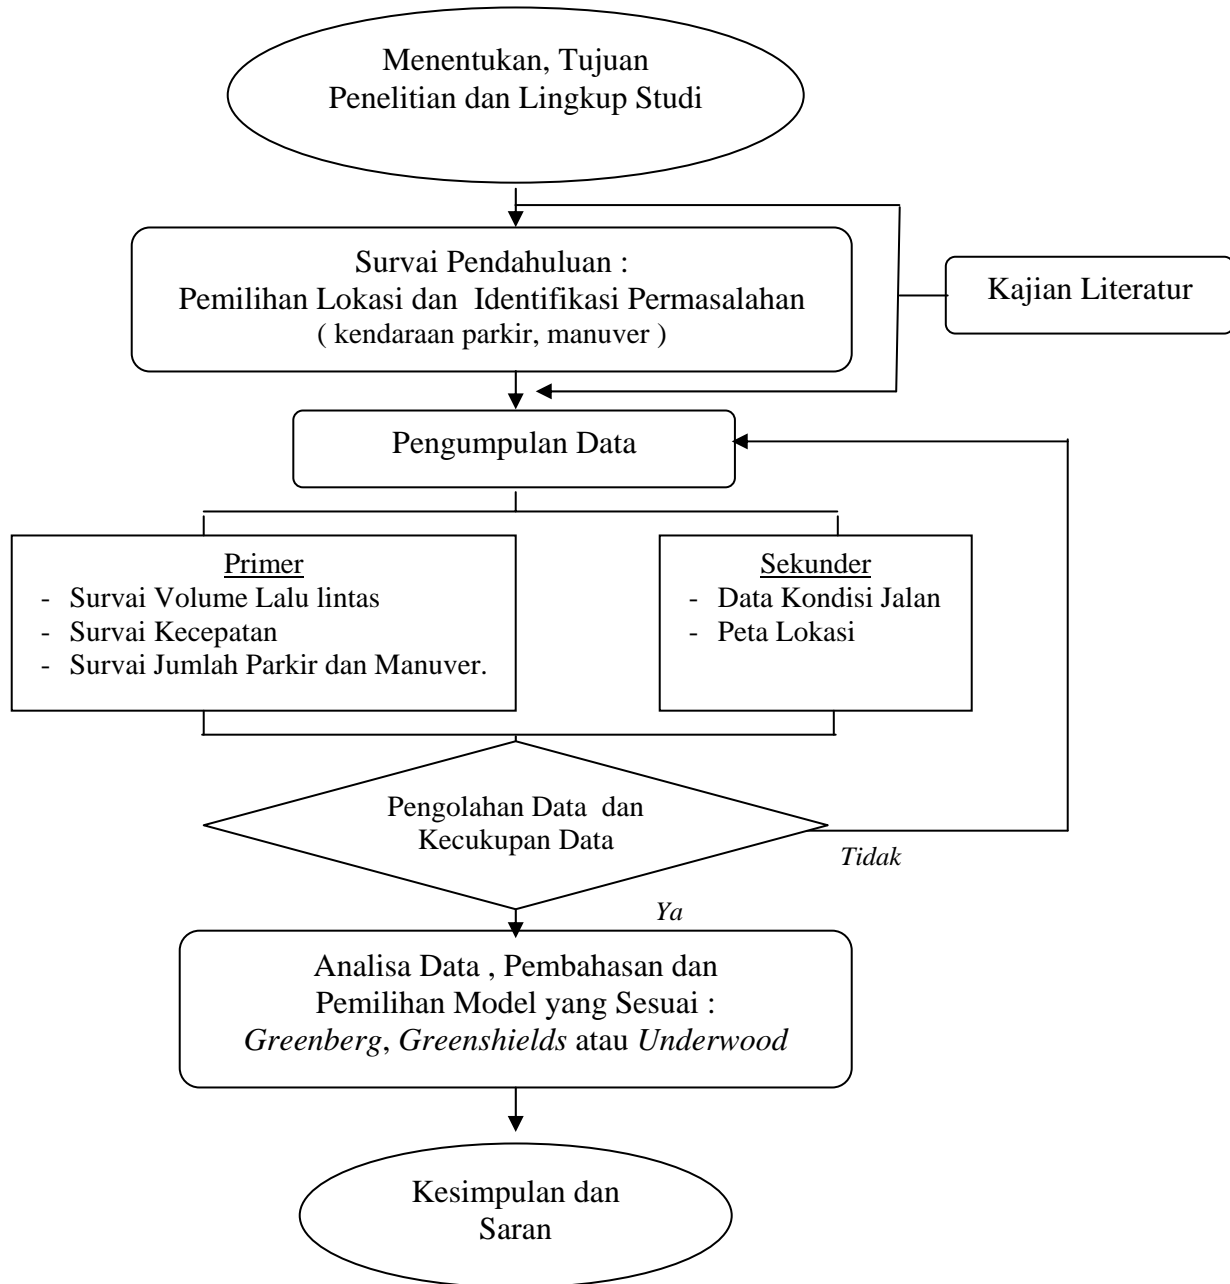 Menentukan, Tujuan
Penelitian dan Lingkup Studi
Survai Pendahuluan :
Pemilihan Lokasi dan Identifikasi Permasalahan
( kendaraan parkir, manuver )
Kajian Literatur
Pengumpulan Data
Primer
- Survai Volume Lalu lintas
- Survai Kecepatan
- Survai Jumlah Parkir dan Manuver.
Sekunder
- Data Kondisi Jalan
- Peta Lokasi
Pengolahan Data dan
Kecukupan Data
Tidak
Ya
Analisa Data , Pembahasan dan
Pemilihan Model yang Sesuai :
Greenberg, Greenshields atau Underwood
Kesimpulan dan
Saran